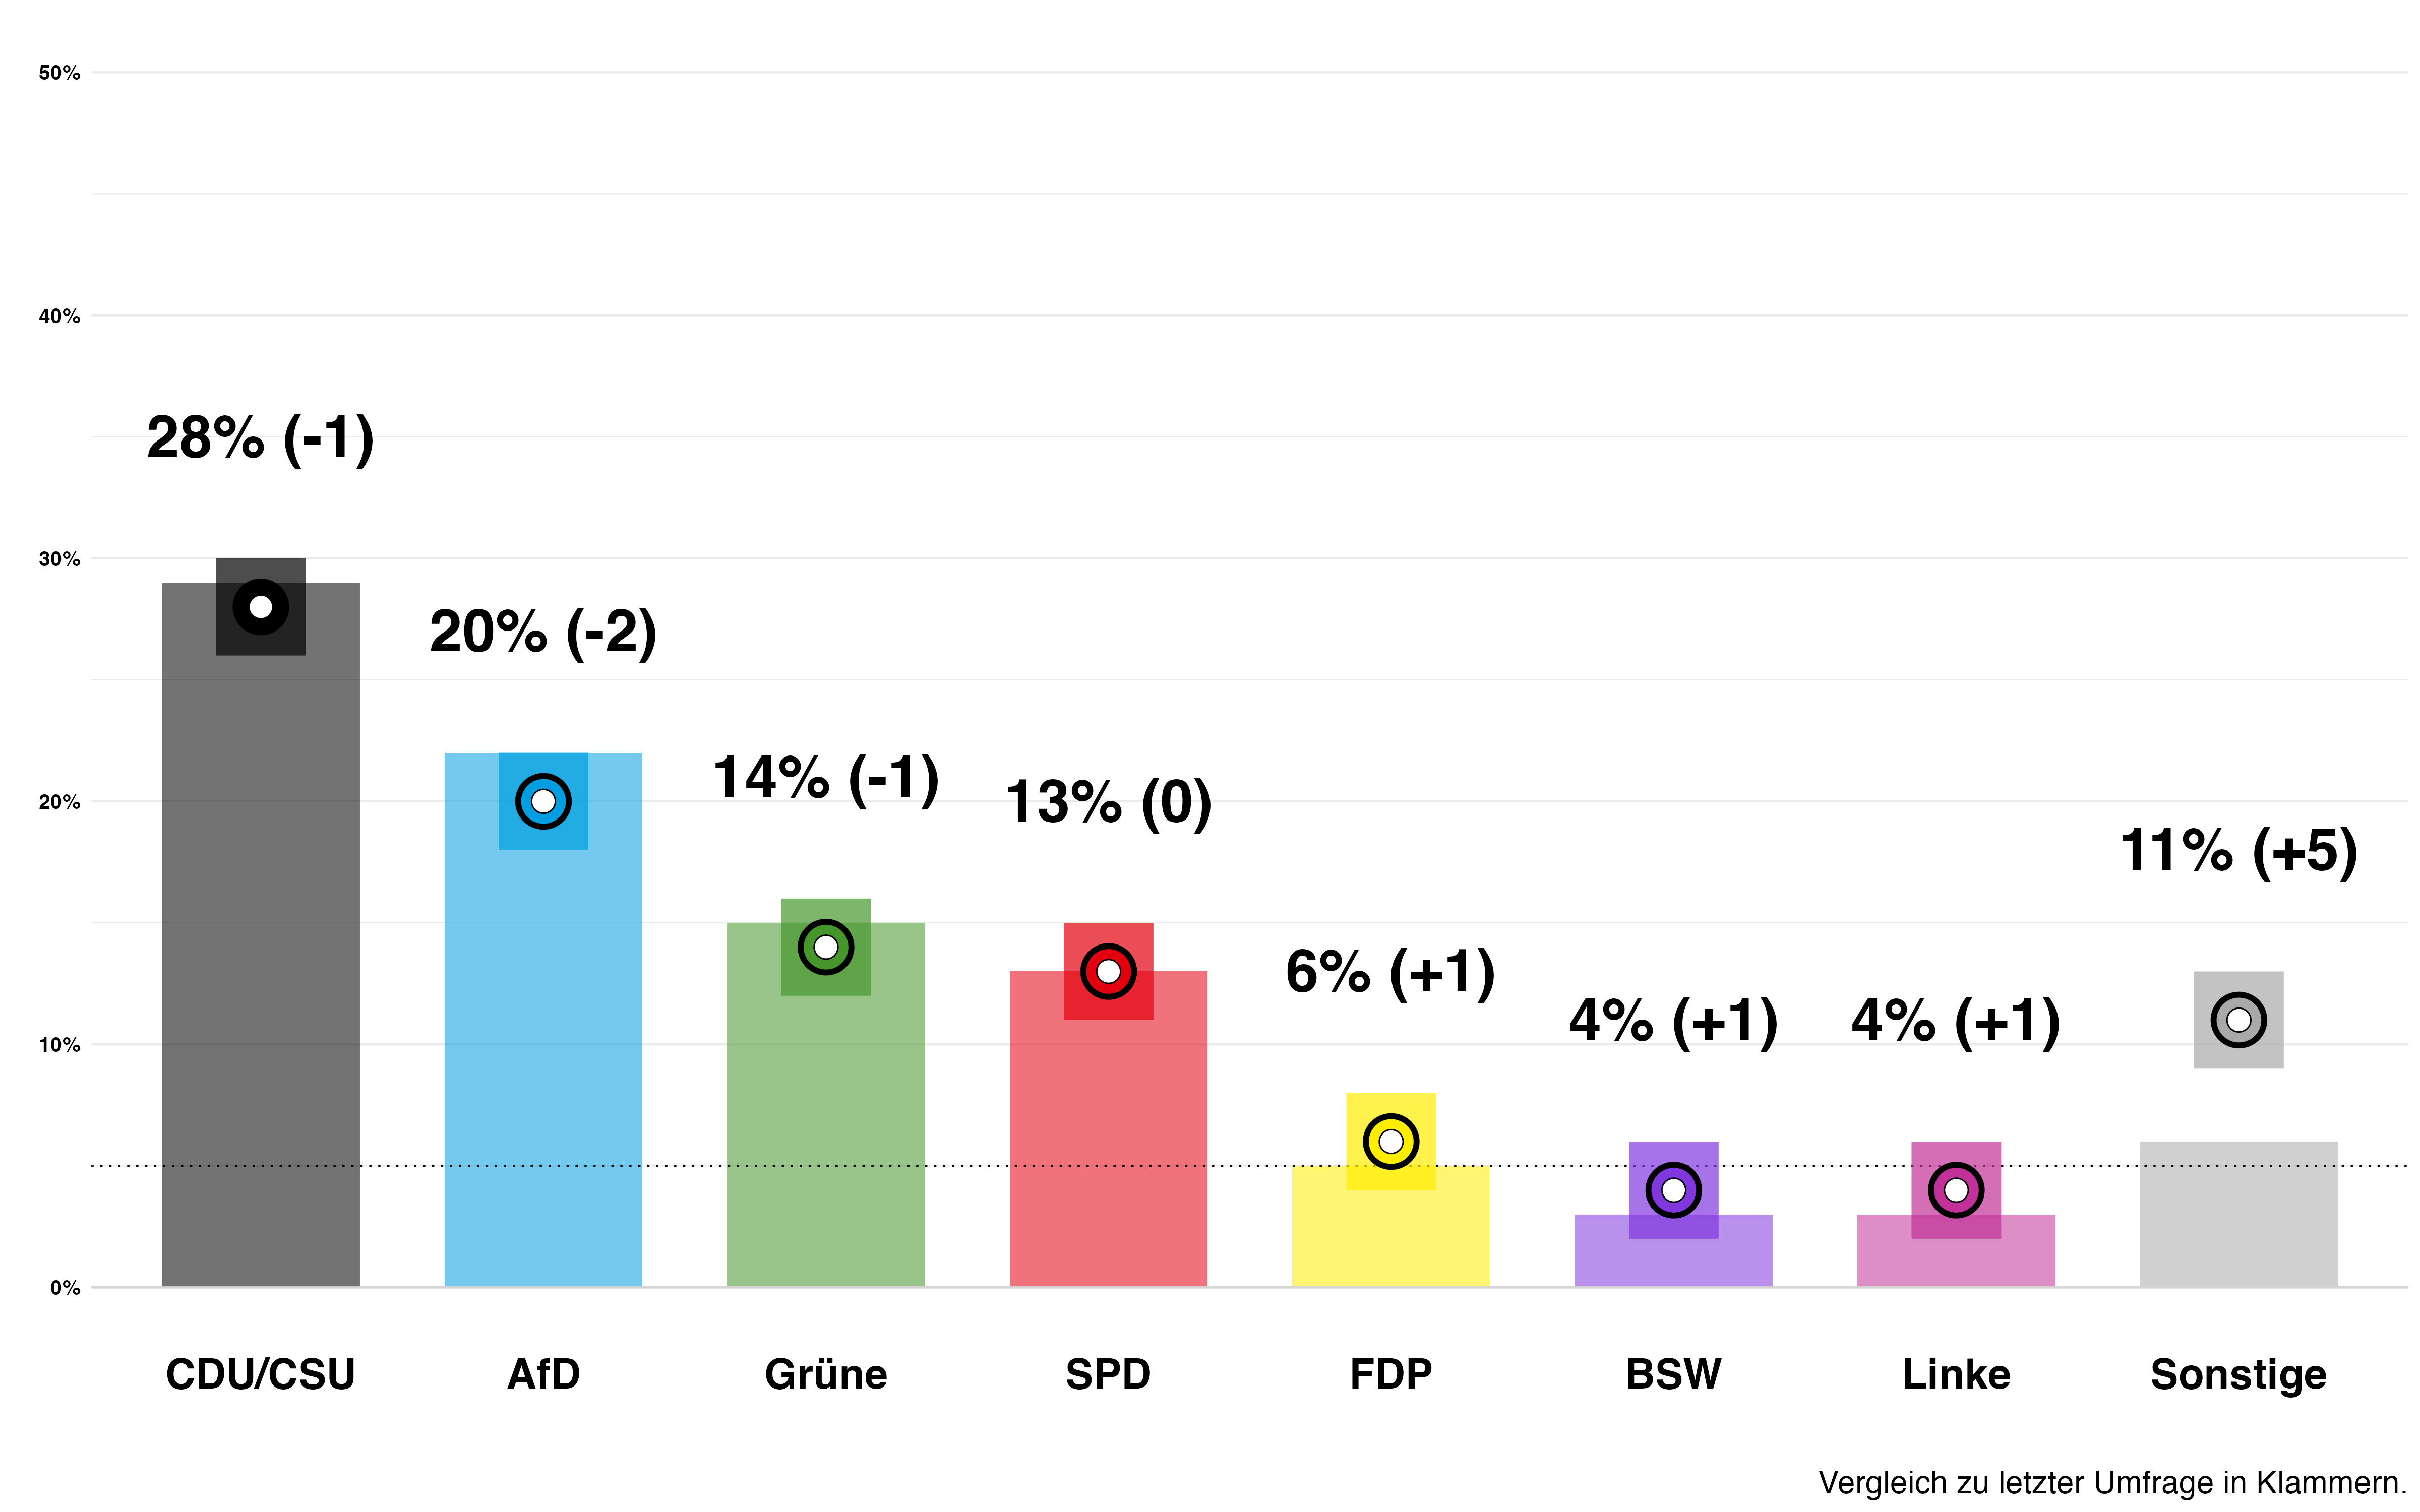 50%
40%
30%
20%
10%
0%
28% (-1)
20% (-2)
14% (-1)
13% (0)
6% (+1)
4% (+1)
4% (+1)
11% (+5)
CDU/CSU
AfD
Grüne
SPD
FDP
BSW
Linke
Sonstige
Vergleich zu letzter Umfrage in Klammern.